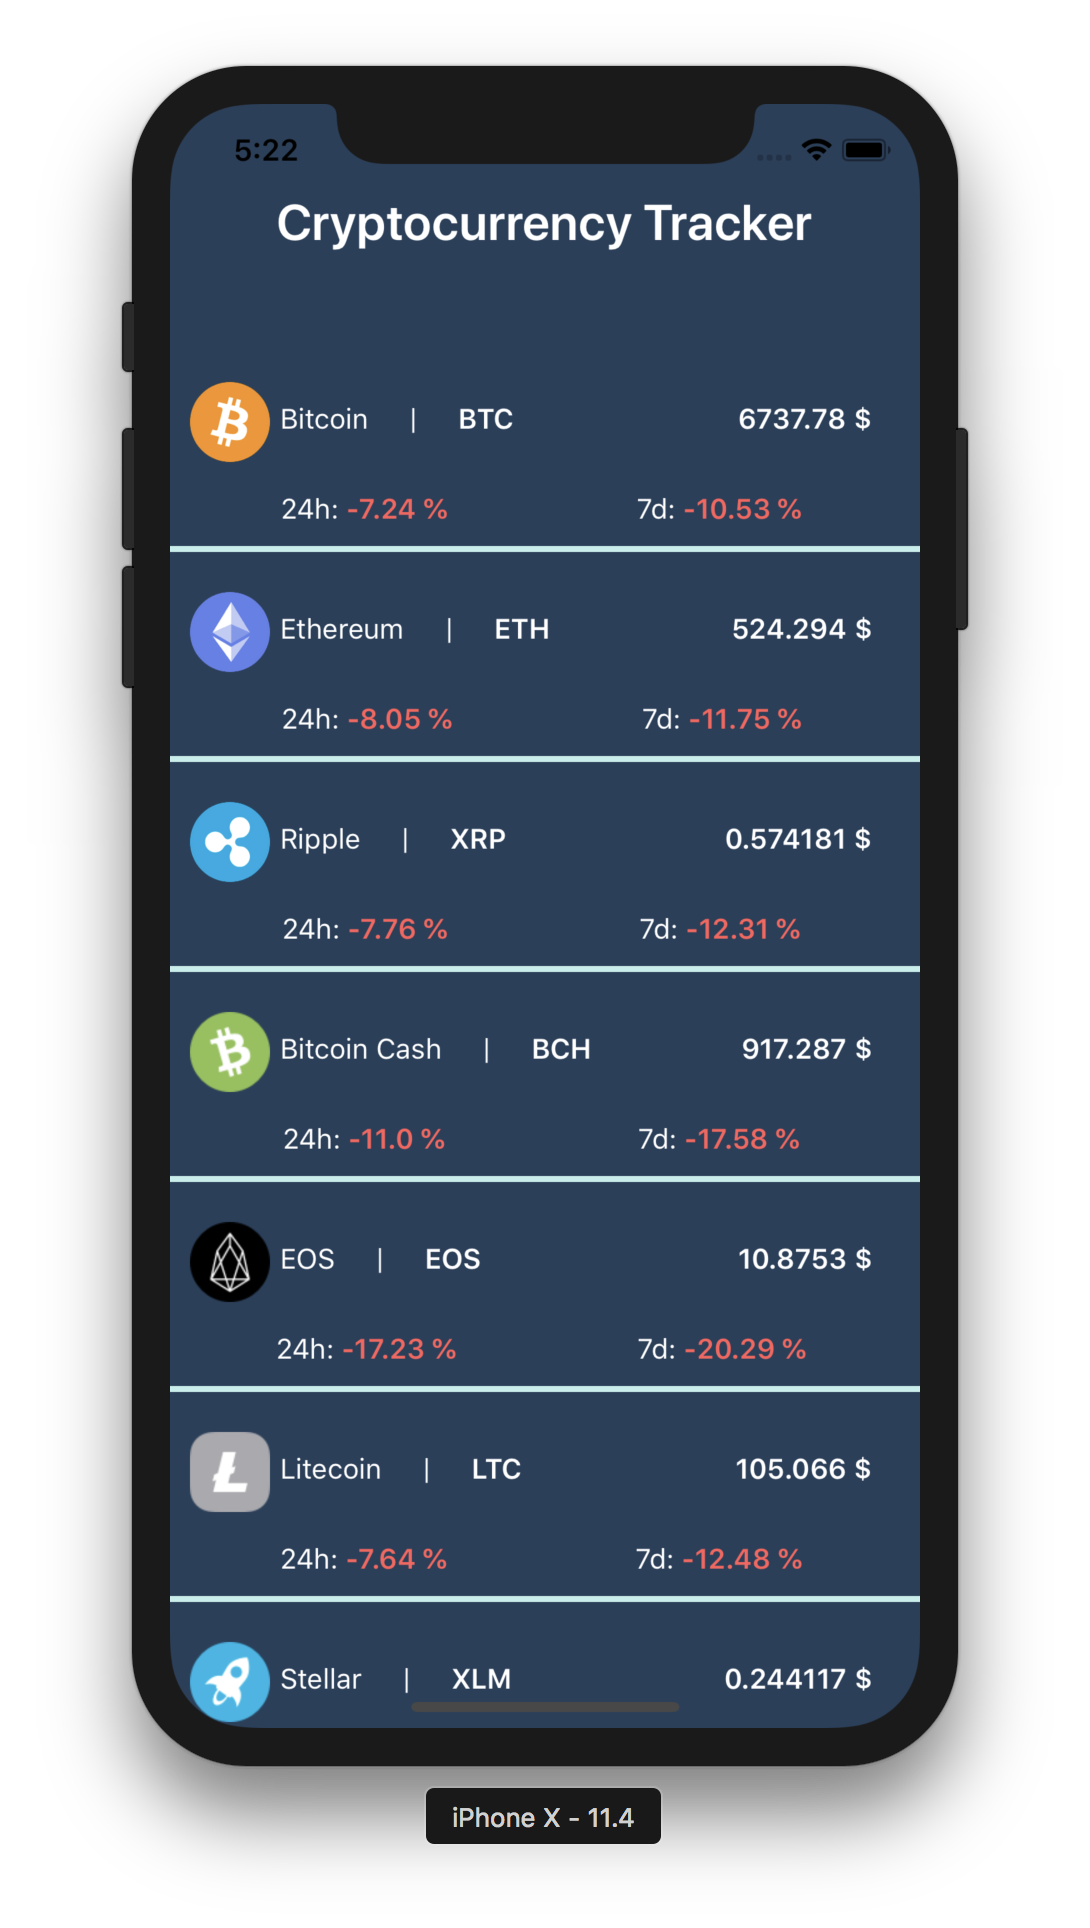 5:22
Cryptocurrency Tracker
Bitcoin | BTC 6737.78 $
24h: -7.24 % 7d: -10.53 %
Ethereum | ETH 524.294 $
24h: -8.05 % 7d: -11.75 %
Ripple | XRP 0.574181 $
24h: -7.76 % 7d: -12.31 %
Bitcoin Cash | BCH 917.287 $
24h: -11.0 % 7d: -17.58 %
EOS | EOS 10.8753 $
24h: -17.23 % 7d: -20.29 %
Litecoin | LTC 105.066 $
24h: -7.64 % 7d: -12.48 %
Stellar | XLM 0.244117 $
iPhone X - 11.4